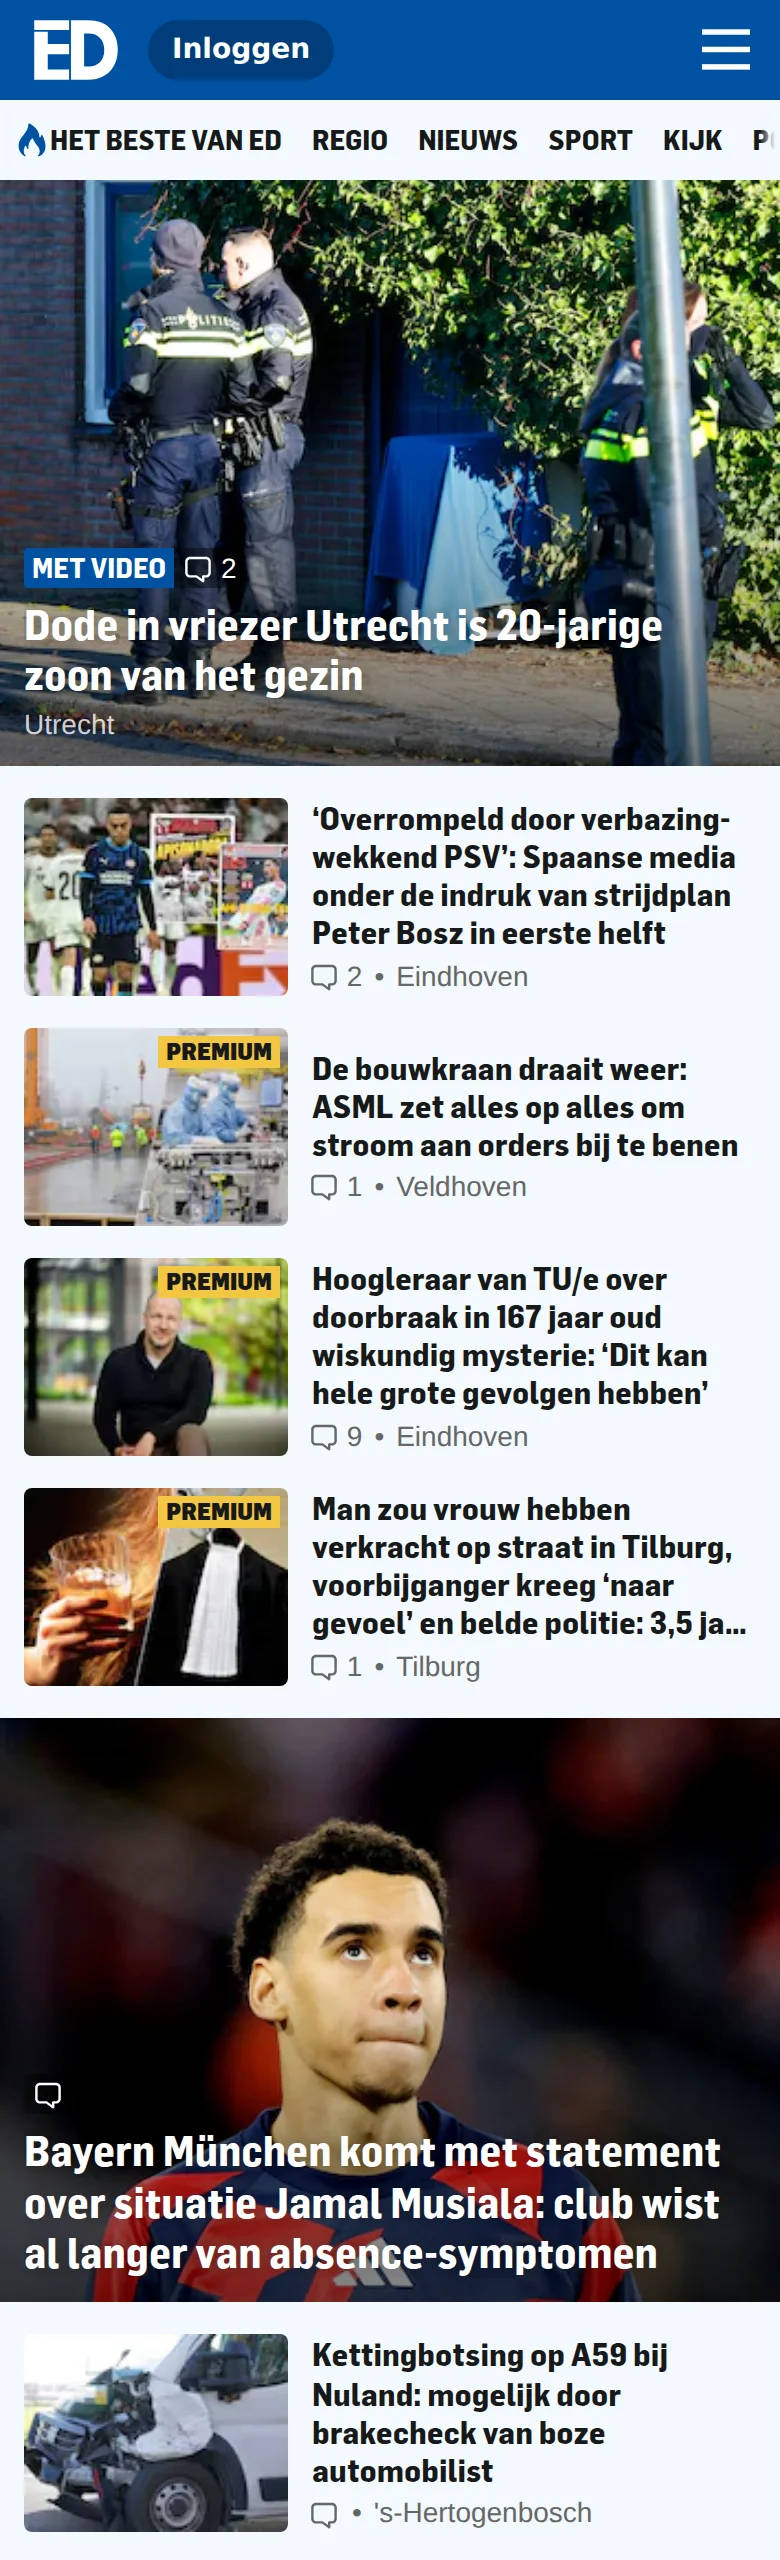 ED
Inloggen
HET BESTE VAN ED REGIO NIEUWS SPORT KIJK
POLITIE
MET VIDEO 2
Dode in vriezer Utrecht is 20-jarige
zoon van het gezin
Utrecht
‘Overrompeld door verbazing-
wekkend PSV’: Spaanse media
onder de indruk van strijdplan
Peter Bosz in eerste helft
2 • Eindhoven
PREMIUM
De bouwkraan draait weer:
ASML zet alles op alles om
stroom aan orders bij te benen
1 • Veldhoven
PREMIUM
Hoogleraar van TU/e over
doorbraak in 167 jaar oud
wiskundig mysterie: ‘Dit kan
hele grote gevolgen hebben’
9 • Eindhoven
PREMIUM
Man zou vrouw hebben
verkracht op straat in Tilburg,
voorbijganger kreeg ‘naar
gevoel’ en belde politie: 3,5 ja...
1 • Tilburg
Bayern München komt met statement
over situatie Jamal Musiala: club wist
al langer van absence-symptomen
Kettingbotsing op A59 bij
Nuland: mogelijk door
brakecheck van boze
automobilist
• 's-Hertogenbosch